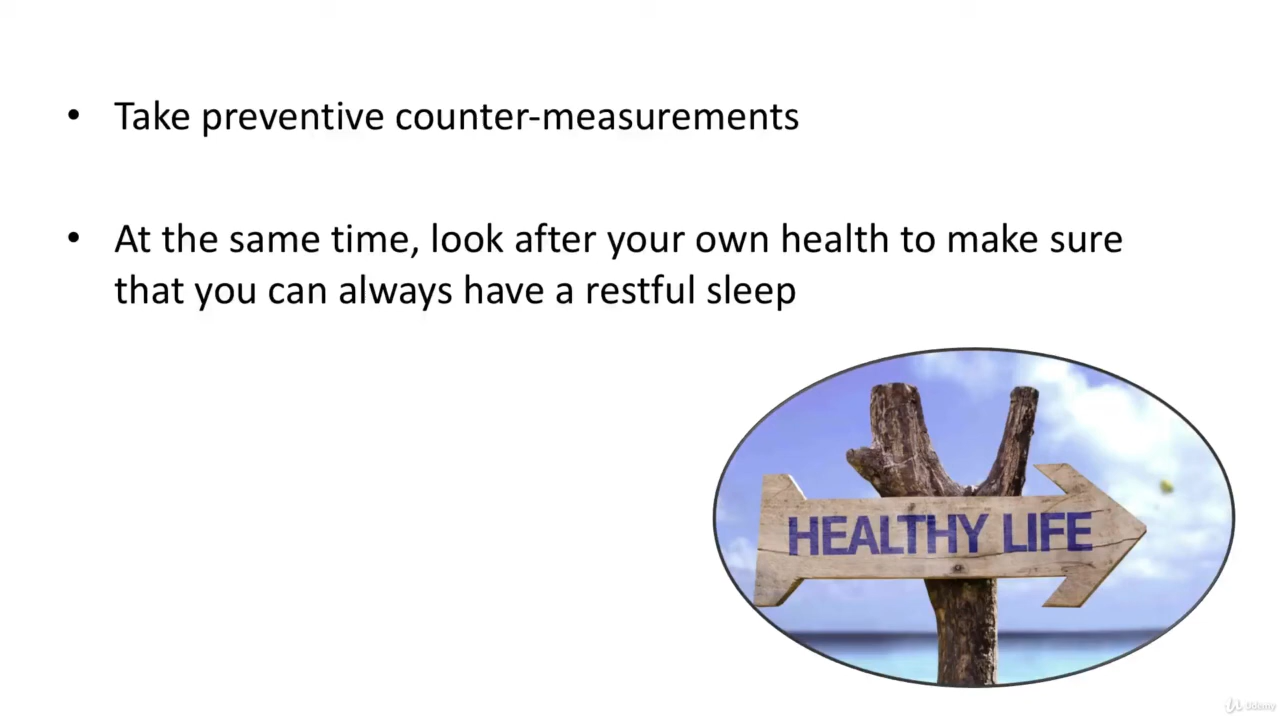 • Take preventive counter-measurements
• At the same time, look after your own health to make sure
that you can always have a restful sleep
HEALTHY LIFE
Udemy